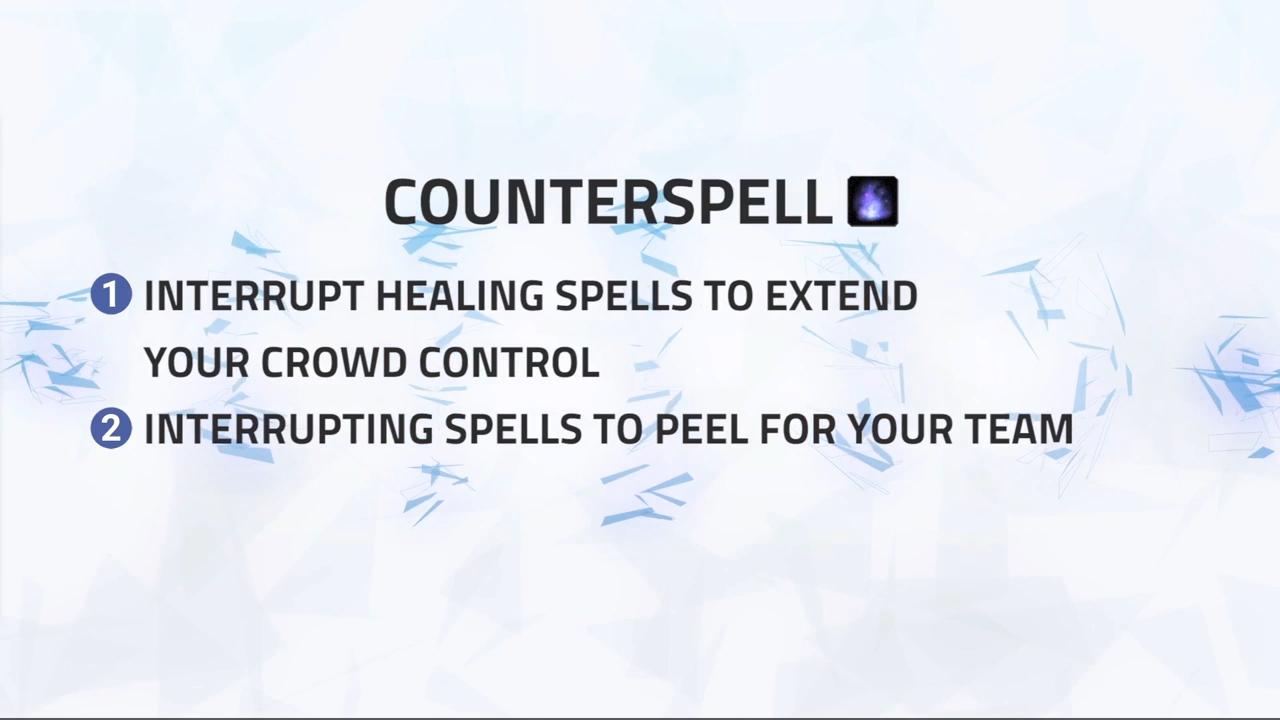 COUNTERSPELL
1 INTERRUPT HEALING SPELLS TO EXTEND
YOUR CROWD CONTROL
2 INTERRUPTING SPELLS TO PEEL FOR YOUR TEAM